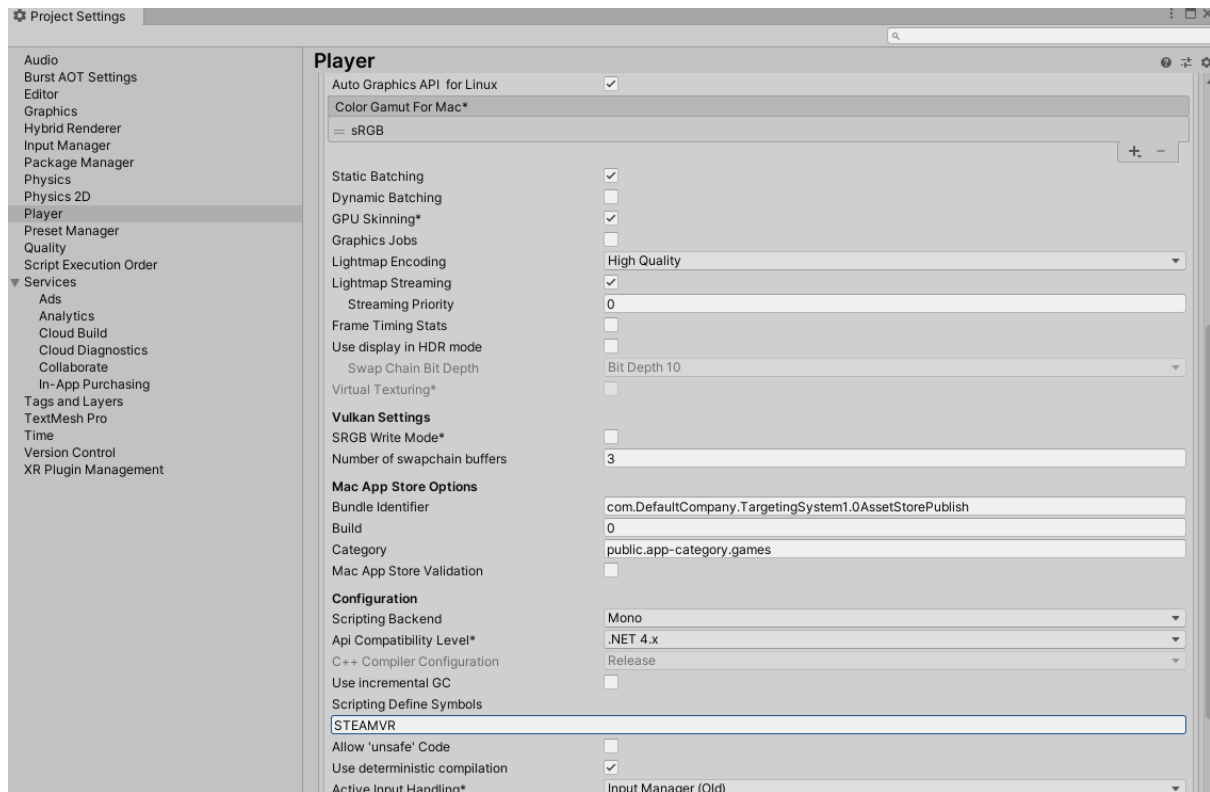 Project Settings
Audio
Burst AOT Settings
Editor
Graphics
Hybrid Renderer
Input Manager
Package Manager
Physics
Physics 2D
Player
Preset Manager
Quality
Script Execution Order
Services
Ads
Analytics
Cloud Build
Cloud Diagnostics
Collaborate
In-App Purchasing
Tags and Layers
TextMesh Pro
Time
Version Control
XR Plugin Management
Player
Auto Graphics API for Linux
Color Gamut For Mac*
sRGB
Static Batching
Dynamic Batching
GPU Skinning*
Graphics Jobs
Lightmap Encoding High Quality
Lightmap Streaming
Streaming Priority 0
Frame Timing Stats
Use display in HDR mode
Swap Chain Bit Depth Bit Depth 10
Virtual Texturing*
Vulkan Settings
SRGB Write Mode*
Number of swapchain buffers 3
Mac App Store Options
Bundle Identifier com.DefaultCompany.TargetingSystem1.0AssetStorePublish
Build 0
Category public.app-category.games
Mac App Store Validation
Configuration
Scripting Backend Mono
Api Compatibility Level* .NET 4.x
C++ Compiler Configuration Release
Use incremental GC
Scripting Define Symbols
STEAMVR
Allow 'unsafe' Code
Use deterministic compilation
Active Input Handling* Input Manager (Old)